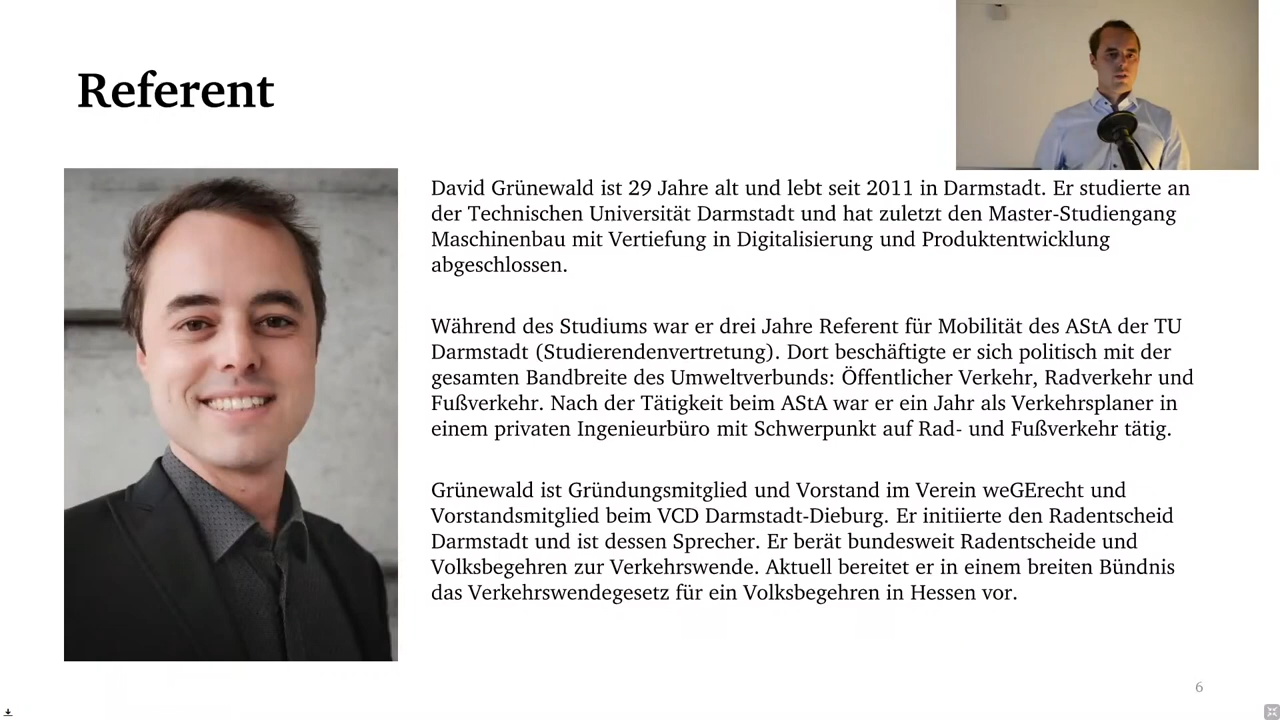 Referent
David Grünewald ist 29 Jahre alt und lebt seit 2011 in Darmstadt. Er studierte an
der Technischen Universität Darmstadt und hat zuletzt den Master-Studiengang
Maschinenbau mit Vertiefung in Digitalisierung und Produktentwicklung
abgeschlossen.
Während des Studiums war er drei Jahre Referent für Mobilität des AStA der TU
Darmstadt (Studierendenvertretung). Dort beschäftigte er sich politisch mit der
gesamten Bandbreite des Umweltverbunds: Öffentlicher Verkehr, Radverkehr und
Fußverkehr. Nach der Tätigkeit beim AStA war er ein Jahr als Verkehrsplaner in
einem privaten Ingenieurbüro mit Schwerpunkt auf Rad- und Fußverkehr tätig.
Grünewald ist Gründungsmitglied und Vorstand im Verein weGErecht und
Vorstandsmitglied beim VCD Darmstadt-Dieburg. Er initiierte den Radentscheid
Darmstadt und ist dessen Sprecher. Er berät bundesweit Radentscheide und
Volksbegehren zur Verkehrswende. Aktuell bereitet er in einem breiten Bündnis
das Verkehrswendegesetz für ein Volksbegehren in Hessen vor.
6